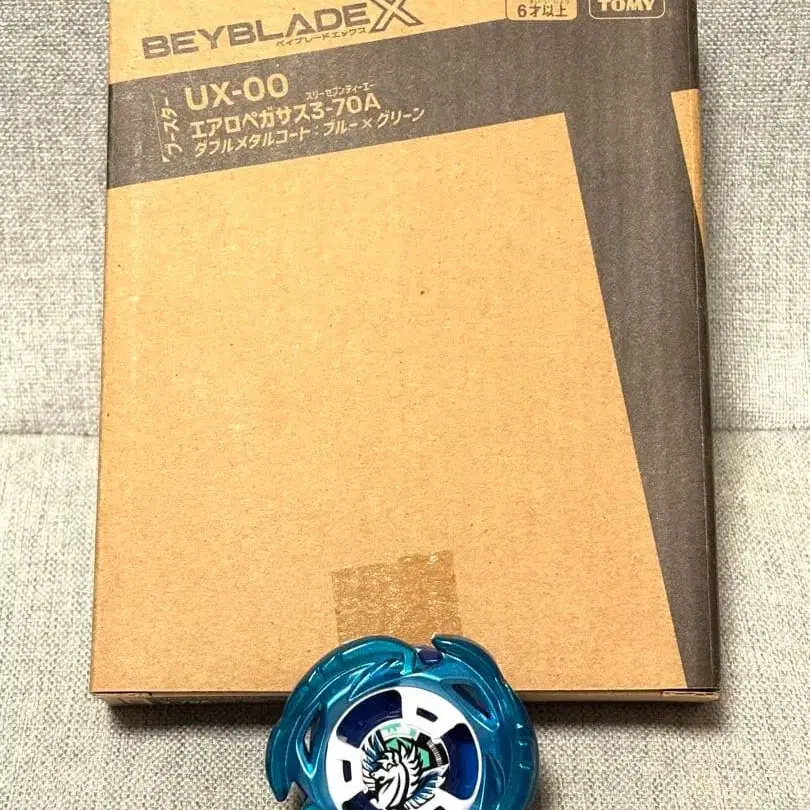 BEYBLADE X
ベイブレードエックス
6才以上
TOMY
ブースター
UX-00
スリーセブンティーエー
エアロペガサス3-70A
ダブルメタルコート：ブルー×グリーン